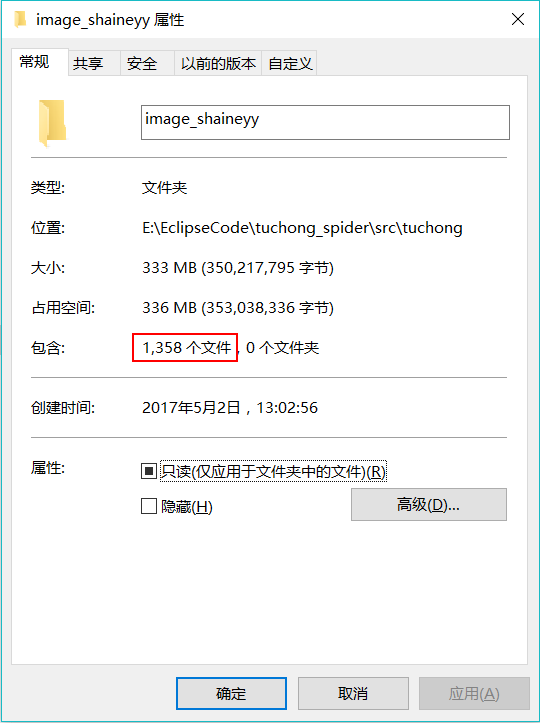 image_shaineyy 属性
常规 共享 安全 以前的版本 自定义
image_shaineyy
类型: 文件夹
位置: E:\EclipseCode\tuchong_spider\src\tuchong
大小: 333 MB (350,217,795 字节)
占用空间: 336 MB (353,038,336 字节)
包含: 1,358 个文件，0 个文件夹
创建时间: 2017年5月2日，13:02:56
属性: 只读(仅应用于文件夹中的文件)(R)
隐藏(H) 高级(D)...
确定 取消 应用(A)